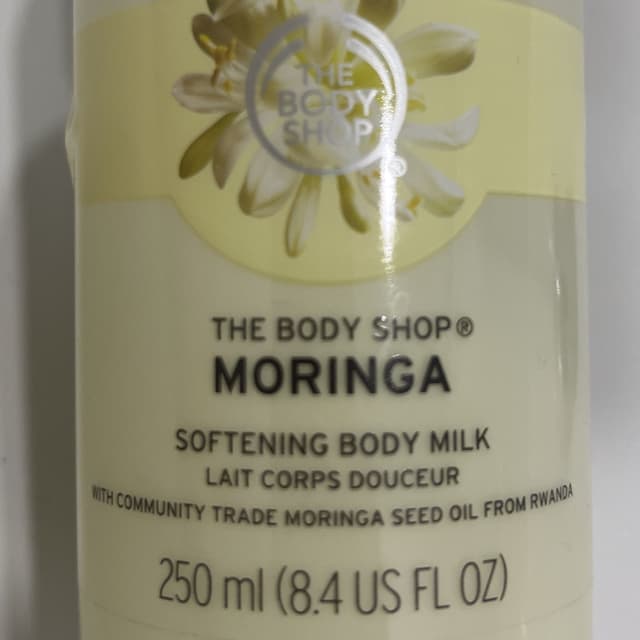 THE
BODY
SHOP®
THE BODY SHOP®
MORINGA
SOFTENING BODY MILK
LAIT CORPS DOUCEUR
WITH COMMUNITY TRADE MORINGA SEED OIL FROM RWANDA
250 ml (8.4 US FL OZ)